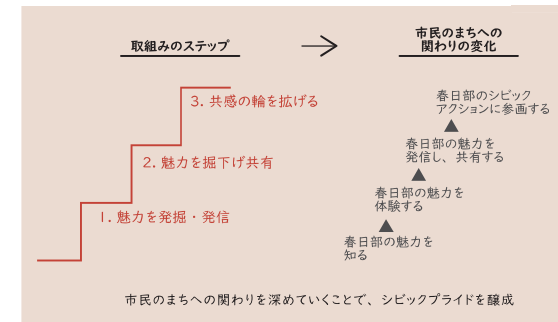 取組みのステップ
市民のまちへの
関わりの変化
3. 共感の輪を拡げる
2. 魅力を掘下げ共有
1. 魅力を発掘・発信
春日部のシビック
アクションに参画する
春日部の魅力を
発信し、共有する
春日部の魅力を
体験する
春日部の魅力を
知る
市民のまちへの関わりを深めていくことで、シビックプライドを醸成